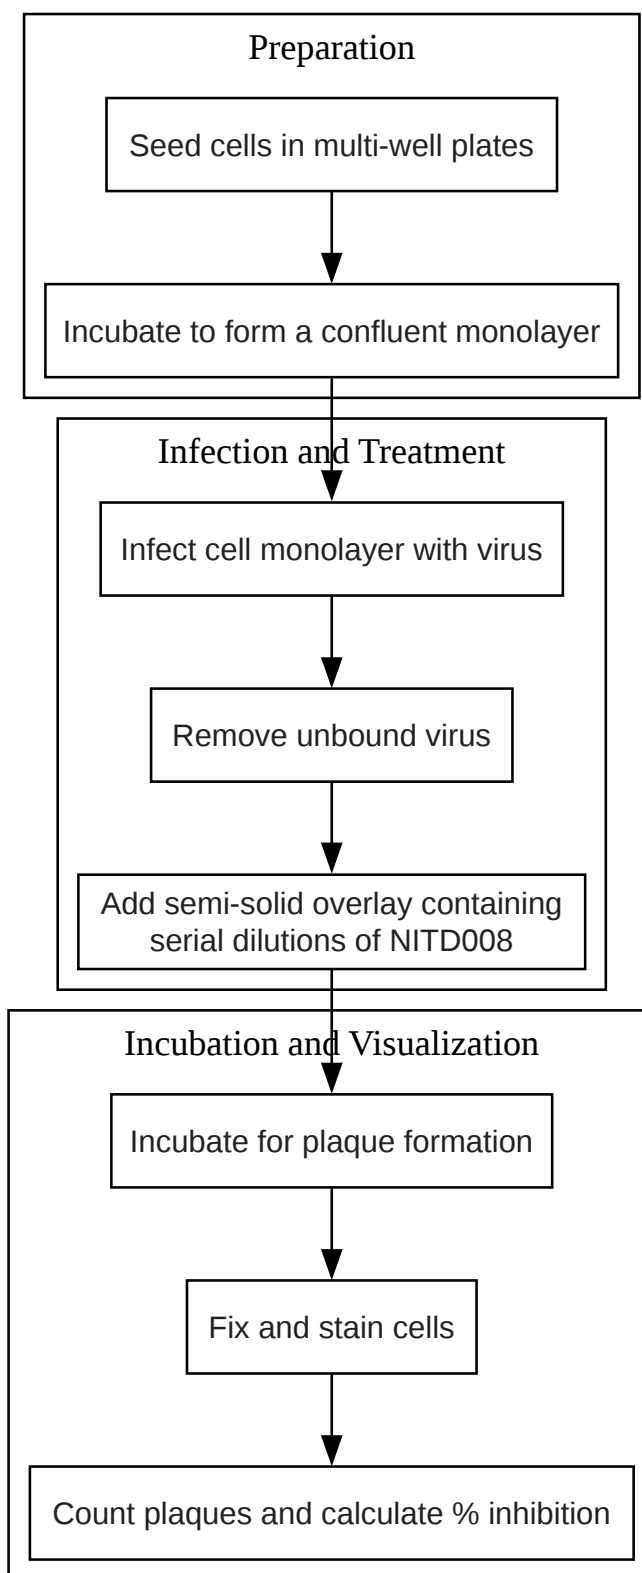 Preparation
Seed cells in multi-well plates
Incubate to form a confluent monolayer
Infection and Treatment
Infect cell monolayer with virus
Remove unbound virus
Add semi-solid overlay containing
serial dilutions of NITD008
Incubation and Visualization
Incubate for plaque formation
Fix and stain cells
Count plaques and calculate % inhibition